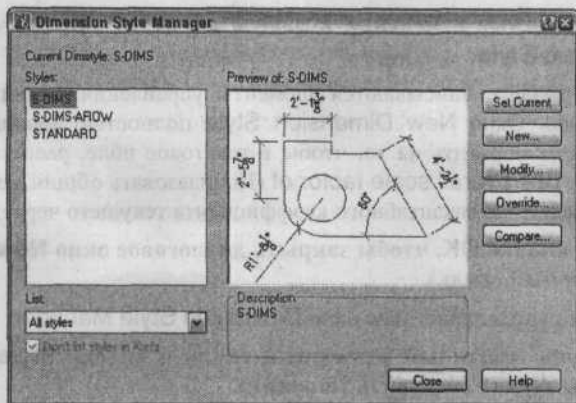 Dimension Style Manager
Current Dimstyle: S-DIMS
Styles:
S-DIMS
S-DIMS-AROW
STANDARD
List:
All styles
Don't list styles in Xrefs
Preview of: S-DIMS
60°
Description
S-DIMS
Set Current
New...
Modify...
Override...
Compare...
Close
Help